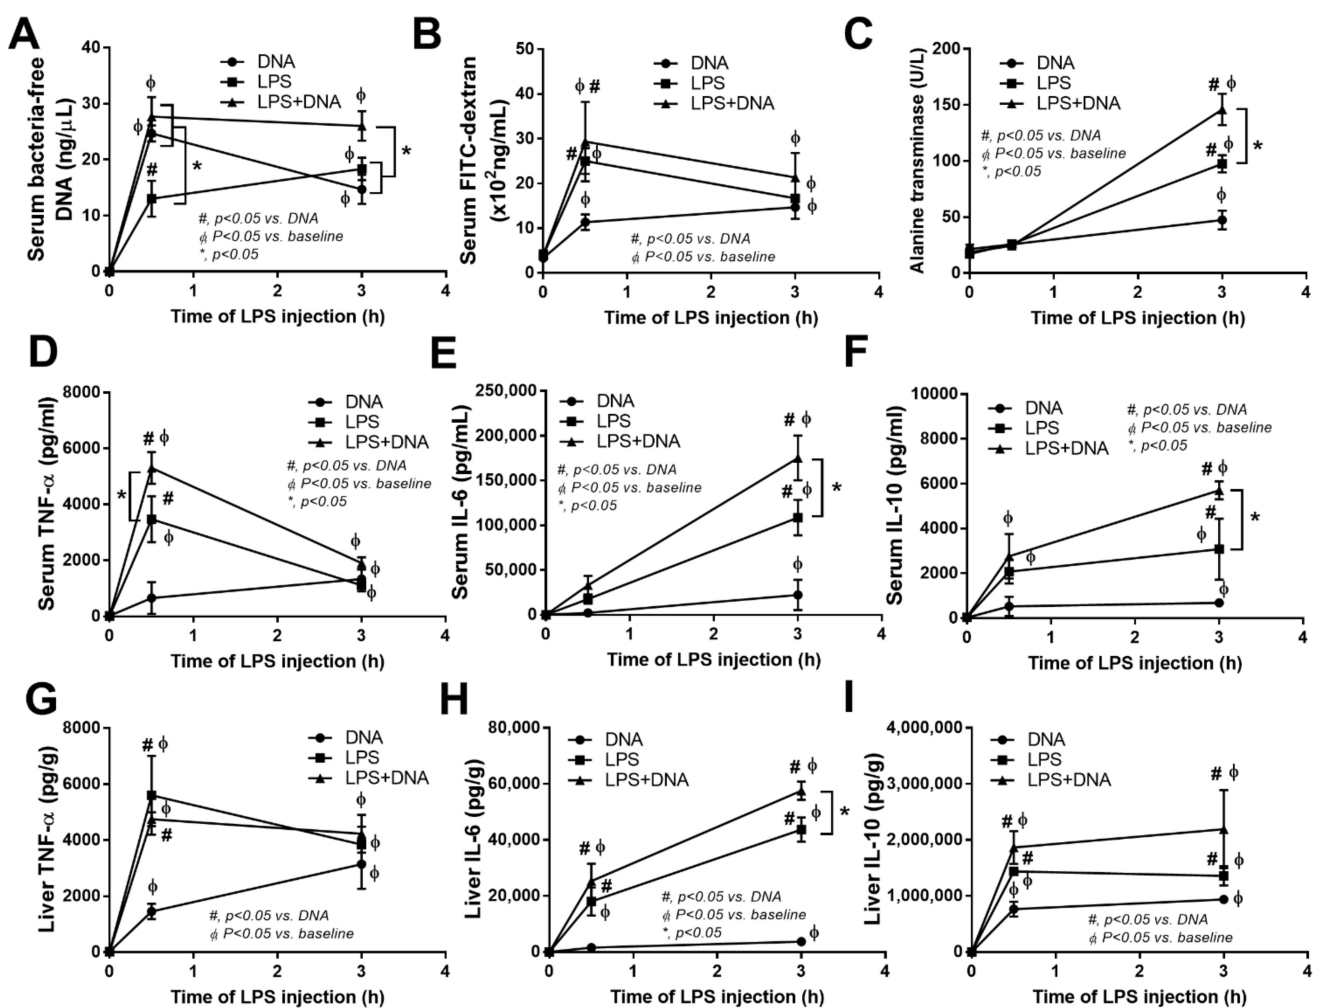 A
Serum bacteria-free
DNA (ng/μL)
40
30
20
10
0
0
1
2
3
4
Time of LPS injection (h)
DNA
LPS
LPS+DNA
ϕ
ϕ
#
*
ϕ
ϕ
ϕ
*
#, p<0.05 vs. DNA
ϕ, P<0.05 vs. baseline
*, p<0.05
B
Serum FITC-dextran
(x10²ng/mL)
50
40
30
20
10
0
0
1
2
3
4
Time of LPS injection (h)
DNA
LPS
LPS+DNA
ϕ #
# ϕ
ϕ
ϕ
ϕ
ϕ
#, p<0.05 vs. DNA
ϕ, P<0.05 vs. baseline
C
Alanine transminase (U/L)
200
150
100
50
0
0
1
2
3
4
Time of LPS injection (h)
DNA
LPS
LPS+DNA
#, p<0.05 vs. DNA
ϕ, P<0.05 vs. baseline
*, p<0.05
# ϕ
# ϕ
ϕ
*
D
Serum TNF-α (pg/ml)
8000
6000
4000
2000
0
0
1
2
3
4
Time of LPS injection (h)
DNA
LPS
LPS+DNA
#, p<0.05 vs. DNA
ϕ, P<0.05 vs. baseline
*, p<0.05
# ϕ
*
#
ϕ
ϕ
ϕ
ϕ
E
Serum IL-6 (pg/mL)
250,000
200,000
150,000
100,000
50,000
0
0
1
2
3
4
Time of LPS injection (h)
DNA
LPS
LPS+DNA
#, p<0.05 vs. DNA
ϕ, P<0.05 vs. baseline
*, p<0.05
# ϕ
# ϕ
ϕ
*
F
Serum IL-10 (pg/ml)
10000
8000
6000
4000
2000
0
0
1
2
3
4
Time of LPS injection (h)
DNA
LPS
LPS+DNA
#, p<0.05 vs. DNA
ϕ, P<0.05 vs. baseline
*, p<0.05
ϕ
ϕ
# ϕ
#
ϕ
ϕ
*
G
Liver TNF-α (pg/g)
8000
6000
4000
2000
0
0
1
2
3
4
Time of LPS injection (h)
DNA
LPS
LPS+DNA
# ϕ
ϕ
#
ϕ
ϕ
ϕ
ϕ
#, p<0.05 vs. DNA
ϕ, P<0.05 vs. baseline
H
Liver IL-6 (pg/g)
80,000
60,000
40,000
20,000
0
0
1
2
3
4
Time of LPS injection (h)
DNA
LPS
LPS+DNA
# ϕ
#
ϕ
# ϕ
# ϕ
ϕ
*
#, p<0.05 vs. DNA
ϕ, P<0.05 vs. baseline
*, p<0.05
I
Liver IL-10 (pg/g)
4,000,000
3,000,000
2,000,000
1,000,000
0
0
1
2
3
4
Time of LPS injection (h)
DNA
LPS
LPS+DNA
# ϕ
#
ϕ ϕ
# ϕ
# ϕ
ϕ
#, p<0.05 vs. DNA
ϕ, P<0.05 vs. baseline